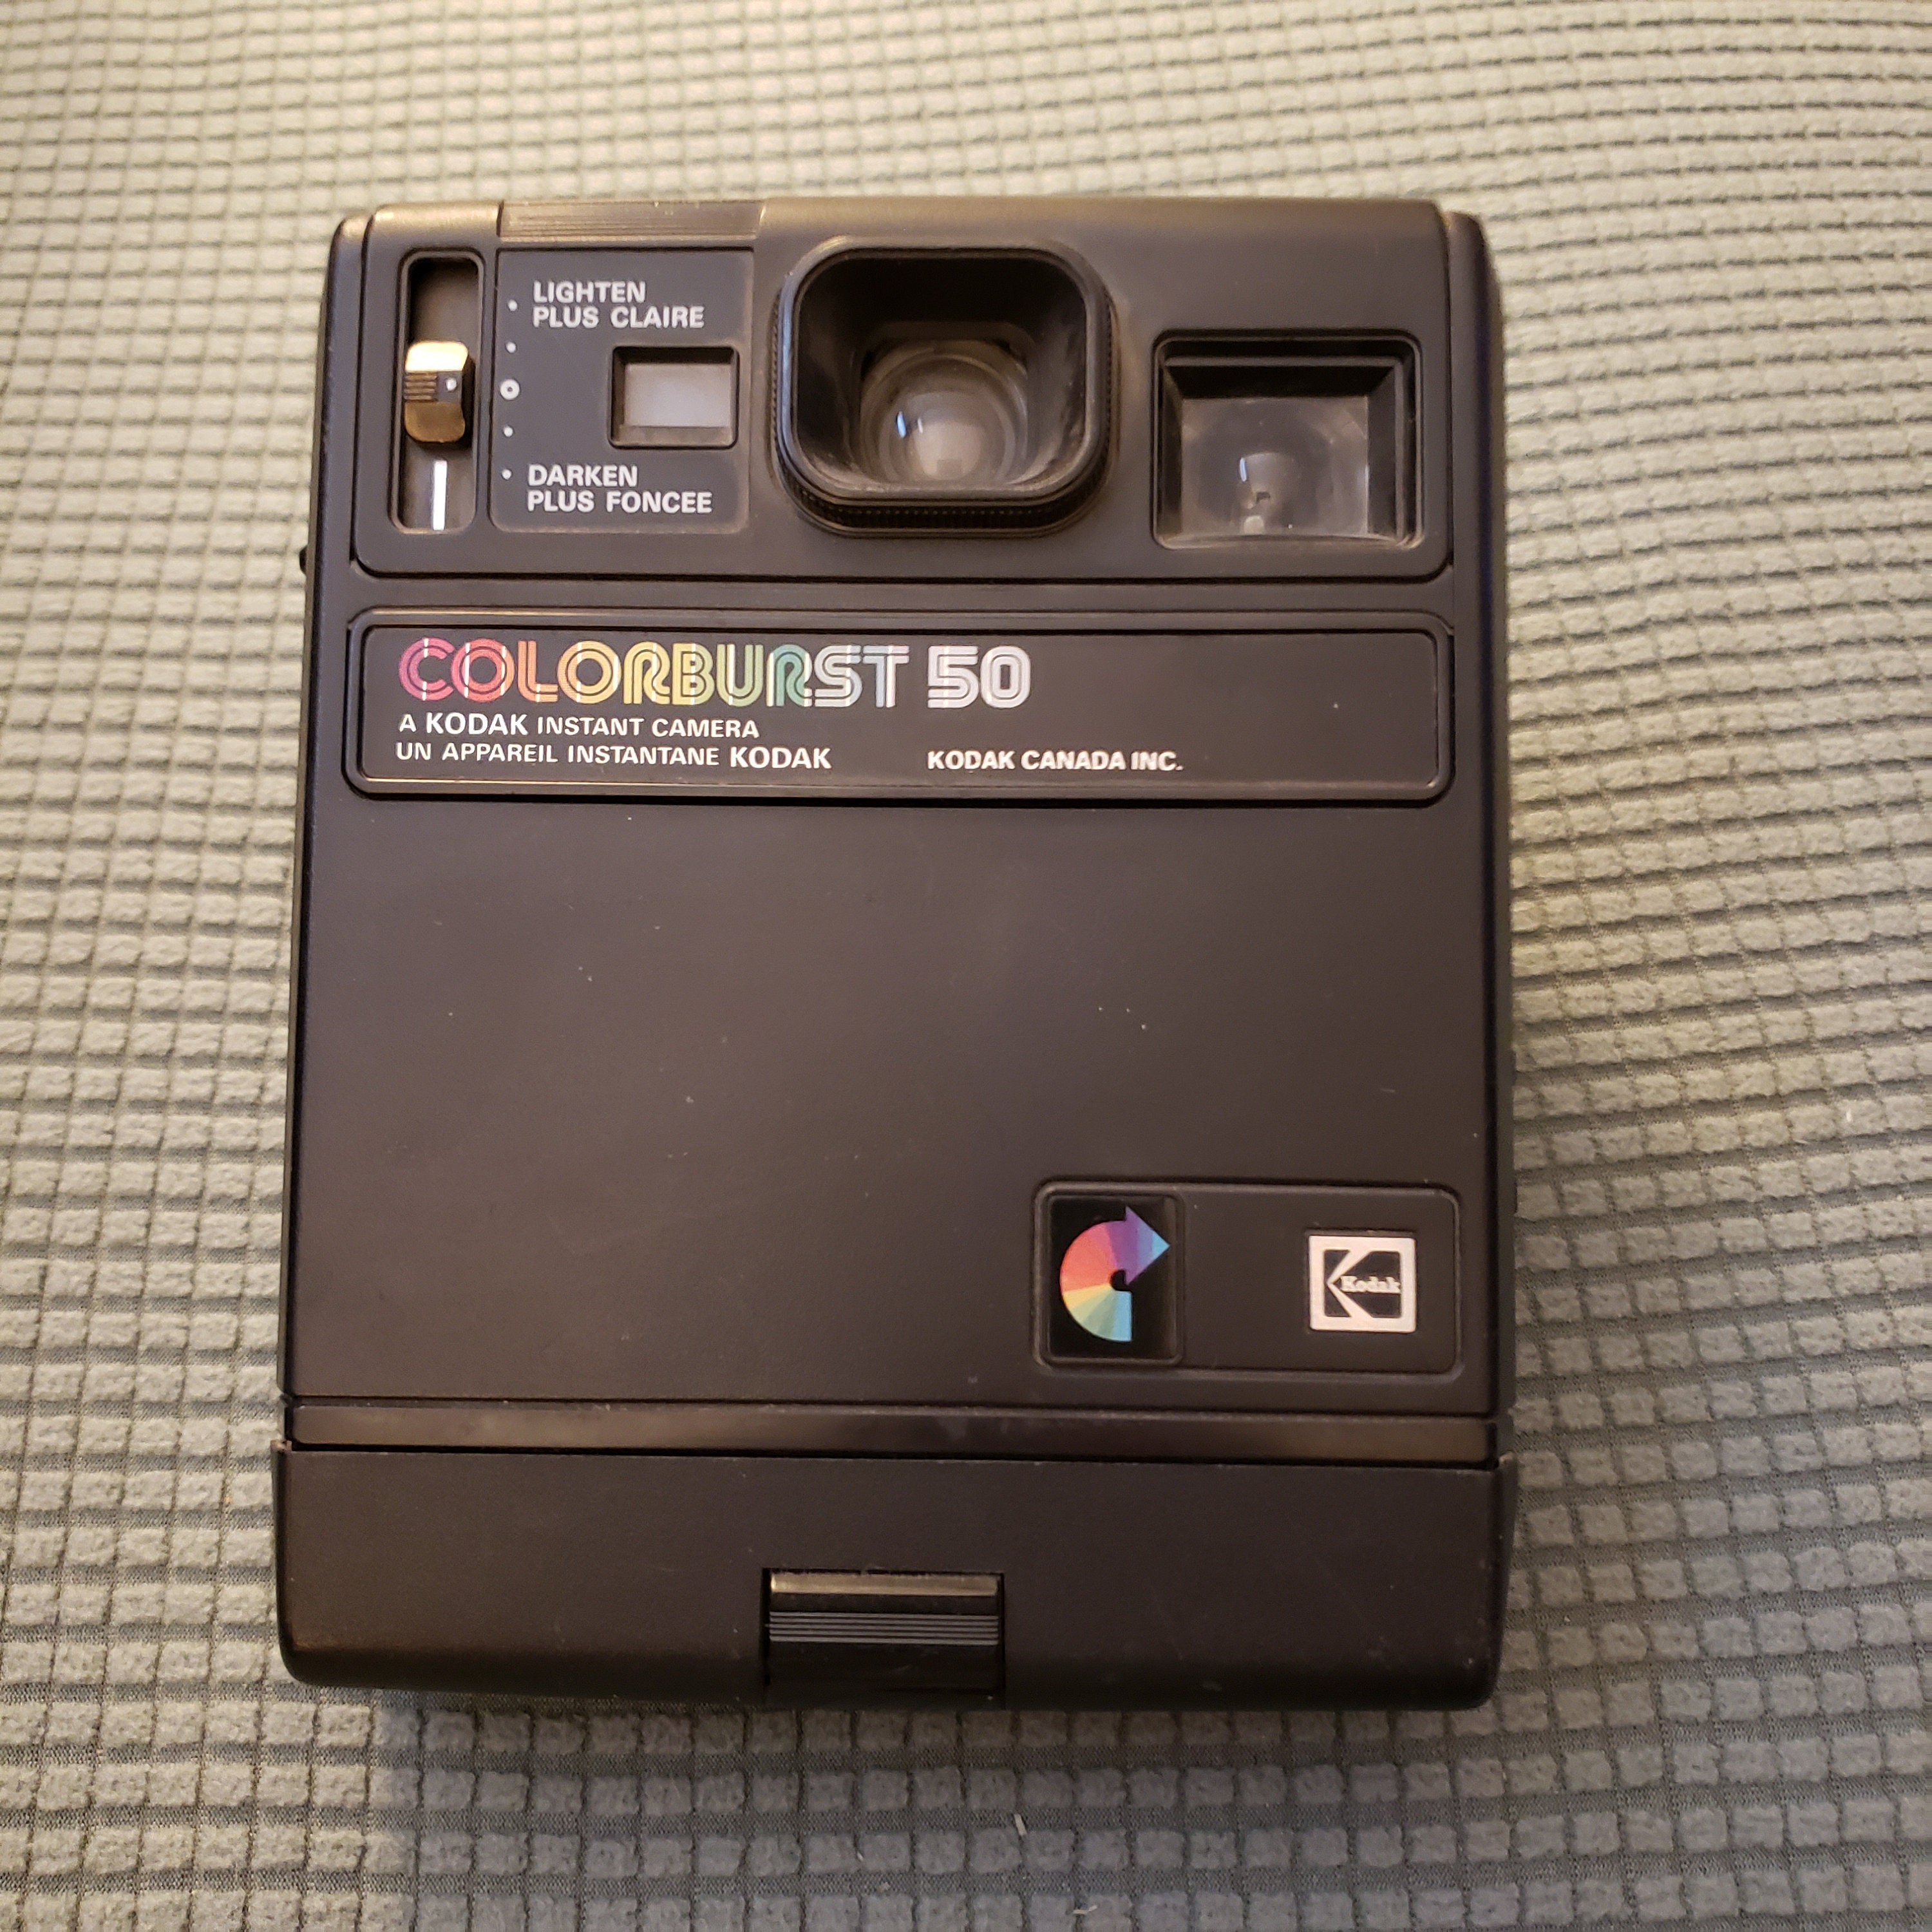 LIGHTEN
PLUS CLAIRE
DARKEN
PLUS FONCEE
COLORBURST 50
A KODAK INSTANT CAMERA
UN APPAREIL INSTANTANE KODAK
KODAK CANADA INC.
Kodak